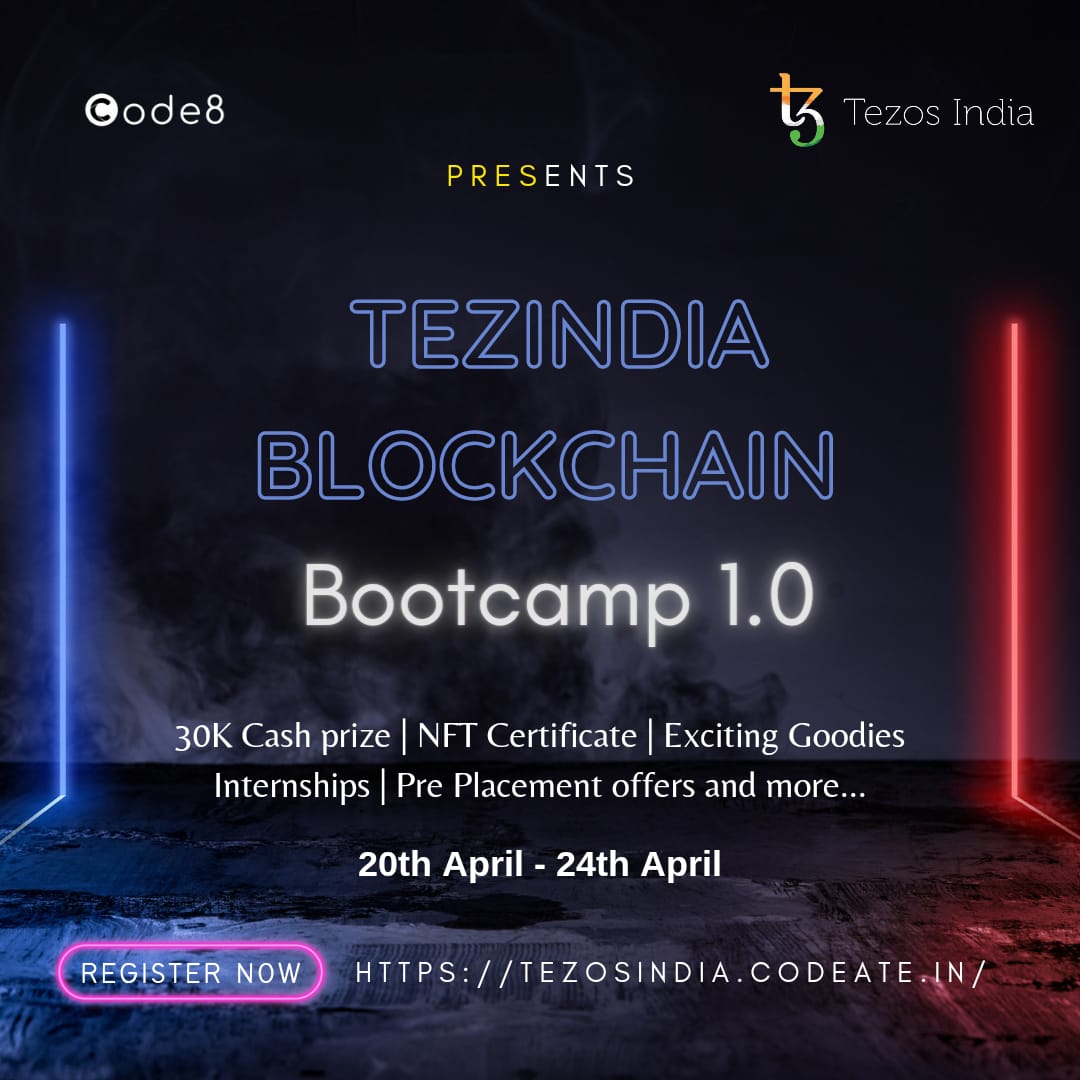 Code8
Tezos India
PRESENTS
TEZINDIA
BLOCKCHAIN
Bootcamp 1.0
30K Cash prize | NFT Certificate | Exciting Goodies
Internships | Pre Placement offers and more...
20th April - 24th April
REGISTER NOW
HTTPS://TEZOSINDIA.CODEATE.IN/